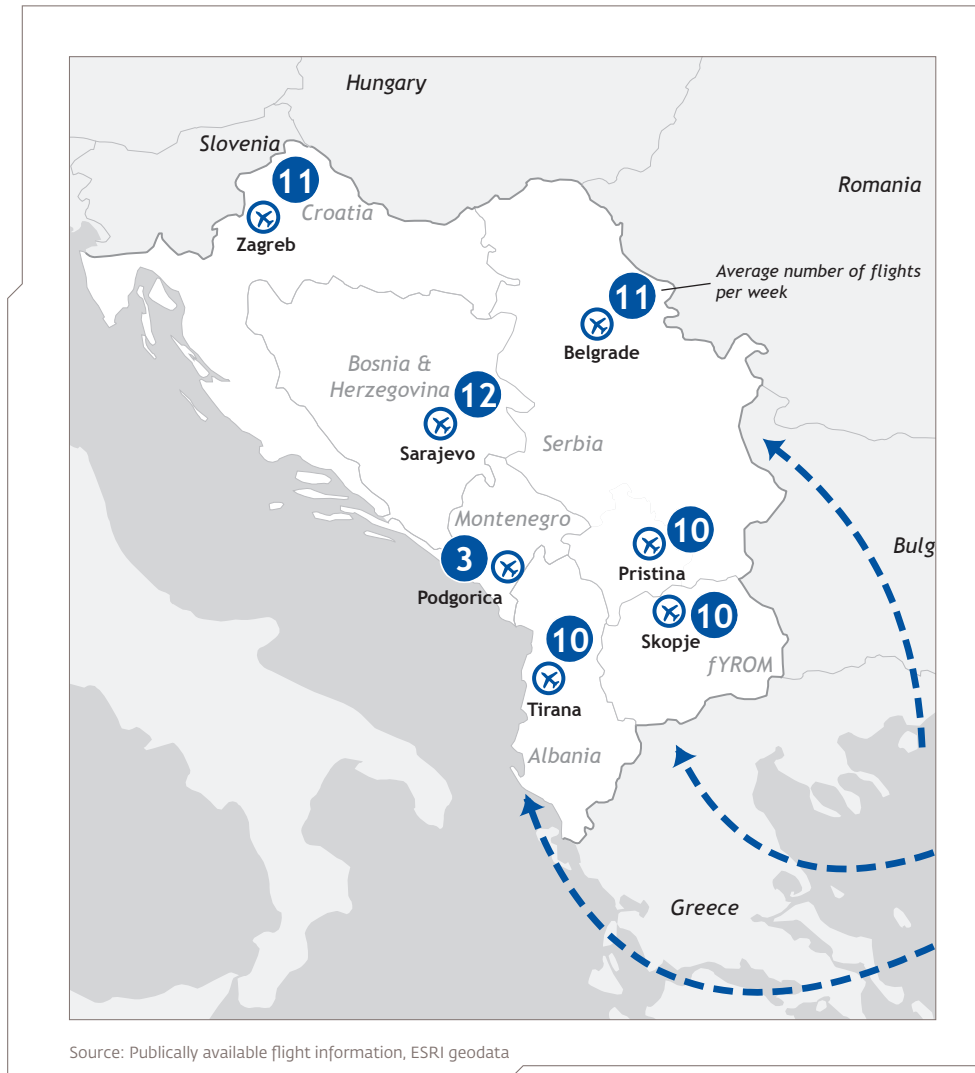 Hungary
Slovenia
11
Romania
Croatia
Zagreb
Average number of flights
per week
11
Belgrade
Bosnia &
Herzegovina
12
Sarajevo
Serbia
Montenegro
10
Bulg
3
Pristina
Podgorica
10
Skopje
10
fYROM
Tirana
Albania
Greece
Source: Publically available flight information, ESRI geodata